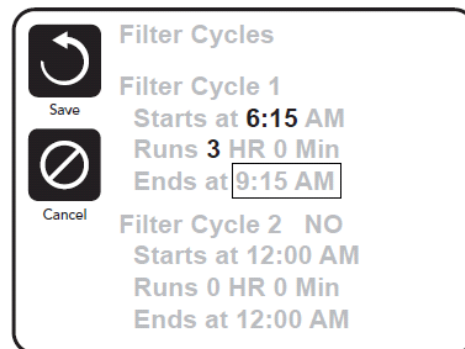 Filter Cycles
Save
Filter Cycle 1
Starts at 6:15 AM
Runs 3 HR 0 Min
Ends at 9:15 AM
Cancel
Filter Cycle 2 NO
Starts at 12:00 AM
Runs 0 HR 0 Min
Ends at 12:00 AM